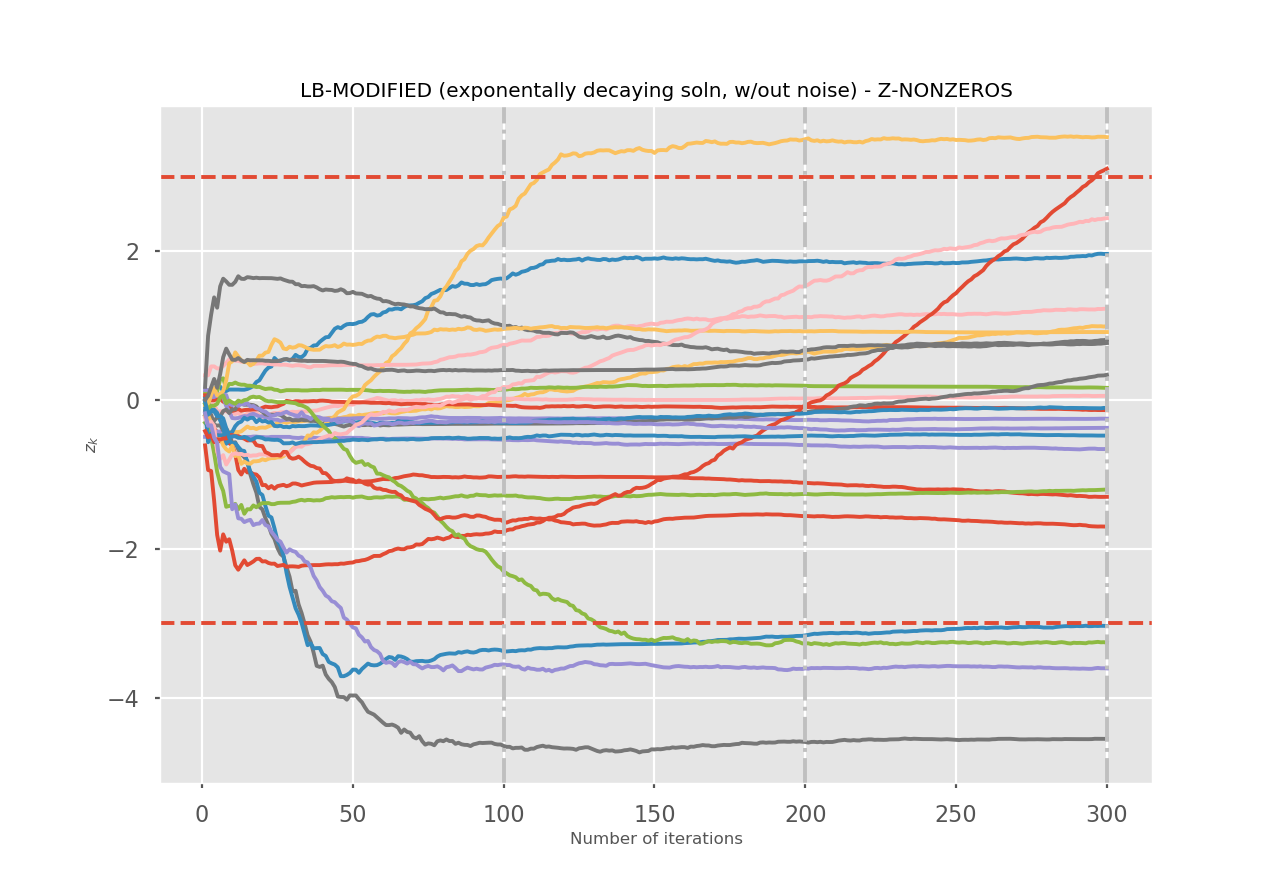 LB-MODIFIED (exponentially decaying soln, w/out noise) - Z-NONZEROS
2
0
−2
−4
z_k
0 50 100 150 200 250 300
Number of iterations